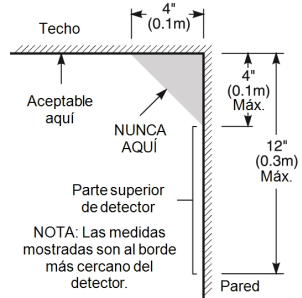 4"
(0.1m)
Techo
Aceptable
aquí
NUNCA
AQUÍ
4"
(0.1m)
Máx.
12"
(0.3m)
Máx.
Parte superior
de detector
NOTA: Las medidas
mostradas son al borde
más cercano del
detector.
Pared